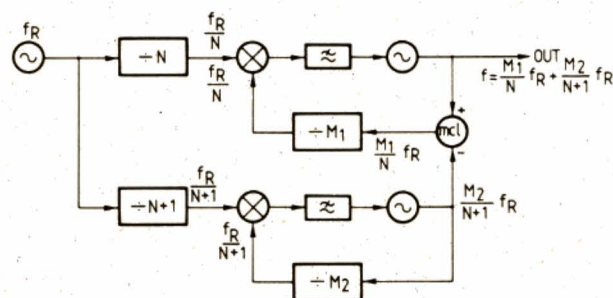 fR
÷N
fR/N
fR/N
≈
~
OUT
f=M1/N fR+M2/N+1 fR
÷M1
M1/N fR
+
mcl
-
÷N+1
fR/N+1
fR/N+1
≈
~
M2/N+1 fR
÷M2